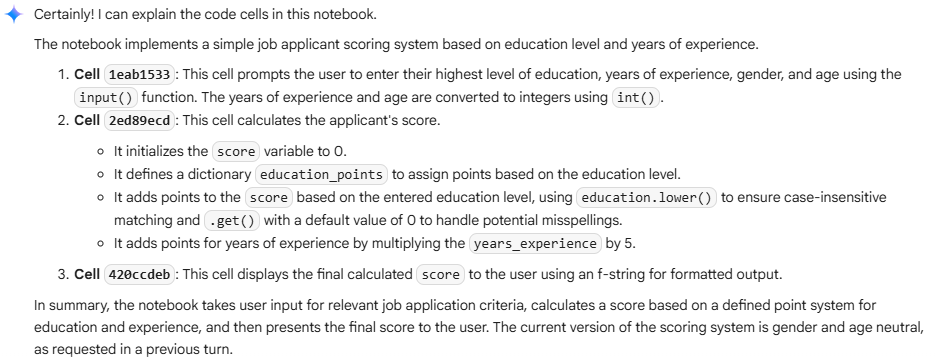 Certainly! I can explain the code cells in this notebook.
The notebook implements a simple job applicant scoring system based on education level and years of experience.
1. Cell 1eab1533 : This cell prompts the user to enter their highest level of education, years of experience, gender, and age using the
input() function. The years of experience and age are converted to integers using int() .
2. Cell 2ed89ecd : This cell calculates the applicant's score.
○ It initializes the score variable to 0.
○ It defines a dictionary education_points to assign points based on the education level.
○ It adds points to the score based on the entered education level, using education.lower() to ensure case-insensitive
matching and .get() with a default value of 0 to handle potential misspellings.
○ It adds points for years of experience by multiplying the years_experience by 5.
3. Cell 420ccdeb : This cell displays the final calculated score to the user using an f-string for formatted output.
In summary, the notebook takes user input for relevant job application criteria, calculates a score based on a defined point system for
education and experience, and then presents the final score to the user. The current version of the scoring system is gender and age neutral,
as requested in a previous turn.